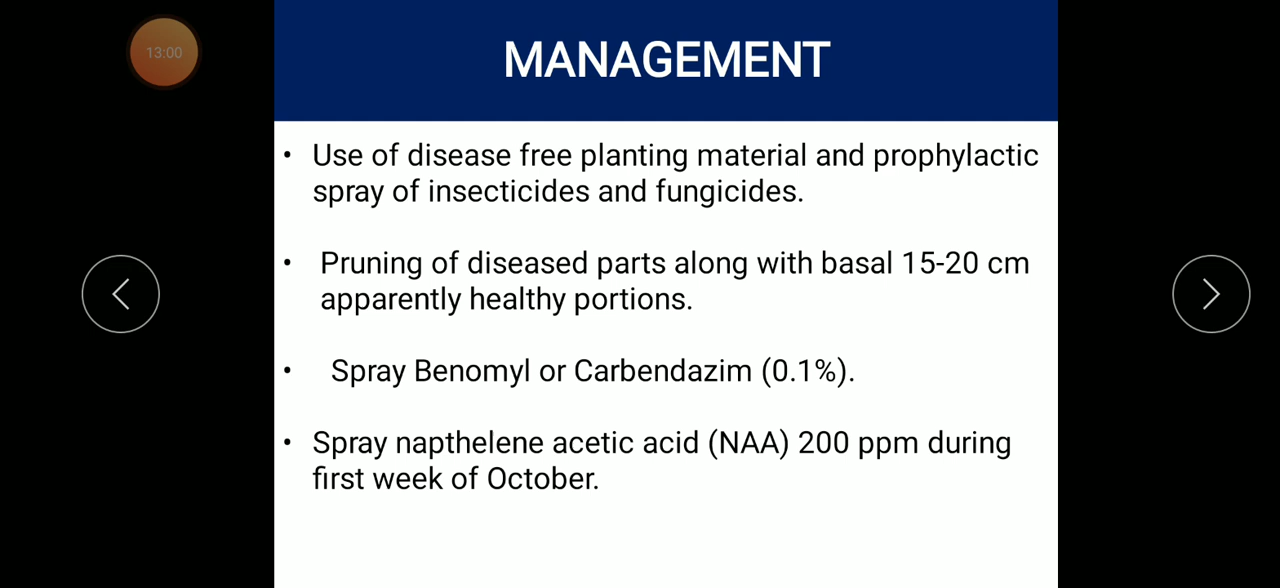 13:00
MANAGEMENT
• Use of disease free planting material and prophylactic
spray of insecticides and fungicides.
• Pruning of diseased parts along with basal 15-20 cm
apparently healthy portions.
• Spray Benomyl or Carbendazim (0.1%).
• Spray napthelene acetic acid (NAA) 200 ppm during
first week of October.